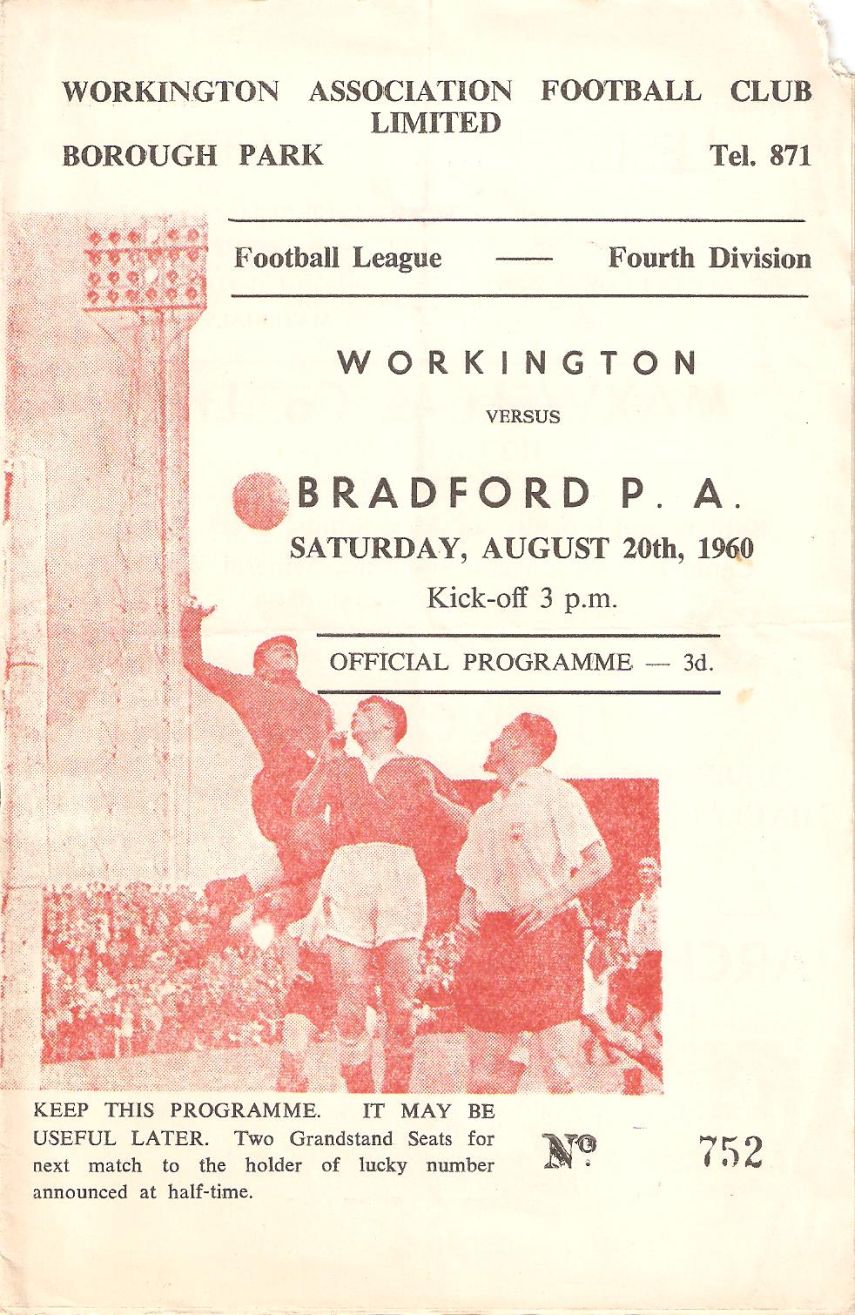 WORKINGTON ASSOCIATION FOOTBALL CLUB
LIMITED
BOROUGH PARK Tel. 871
Football League — Fourth Division
WORKINGTON
VERSUS
BRADFORD P. A.
SATURDAY, AUGUST 20th, 1960
Kick-off 3 p.m.
OFFICIAL PROGRAMME — 3d.
KEEP THIS PROGRAMME. IT MAY BE
USEFUL LATER. Two Grandstand Seats for
next match to the holder of lucky number
announced at half-time.
No. 752